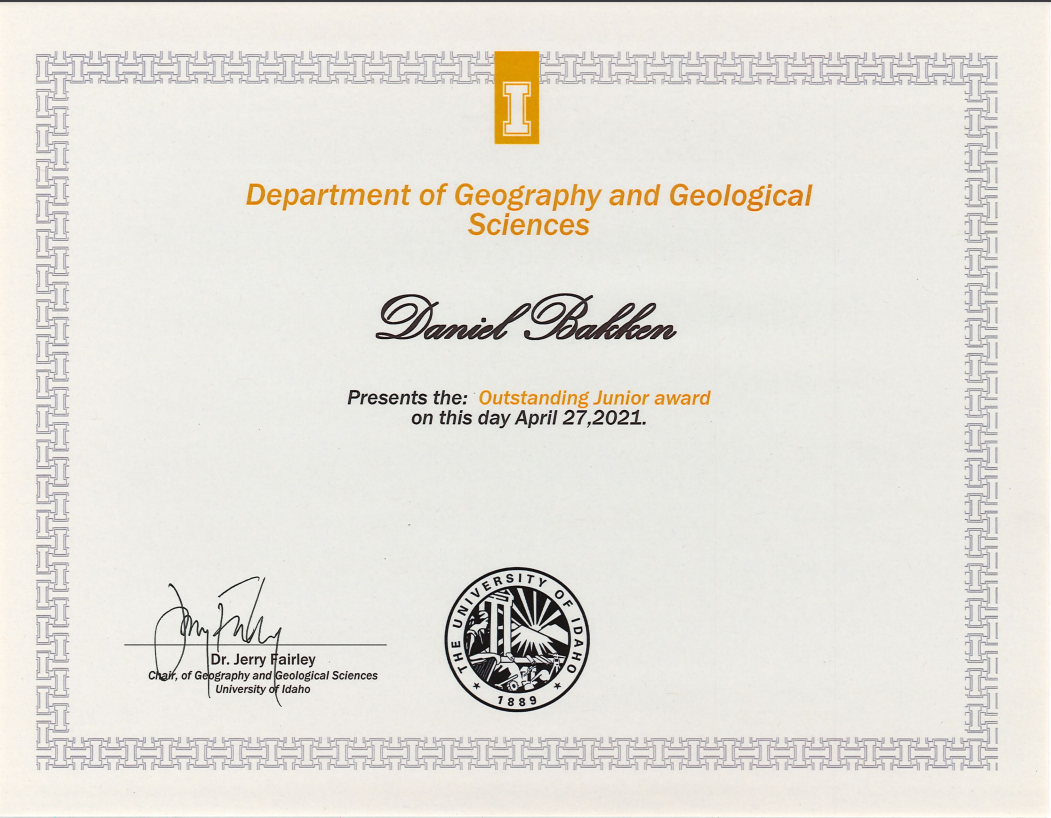 I
Department of Geography and Geological
Sciences
Daniel Bakken
Presents the: Outstanding Junior award
on this day April 27,2021.
Jerry Fairley
Dr. Jerry Fairley
Chair, of Geography and Geological Sciences
University of Idaho
THE UNIVERSITY OF IDAHO
1889